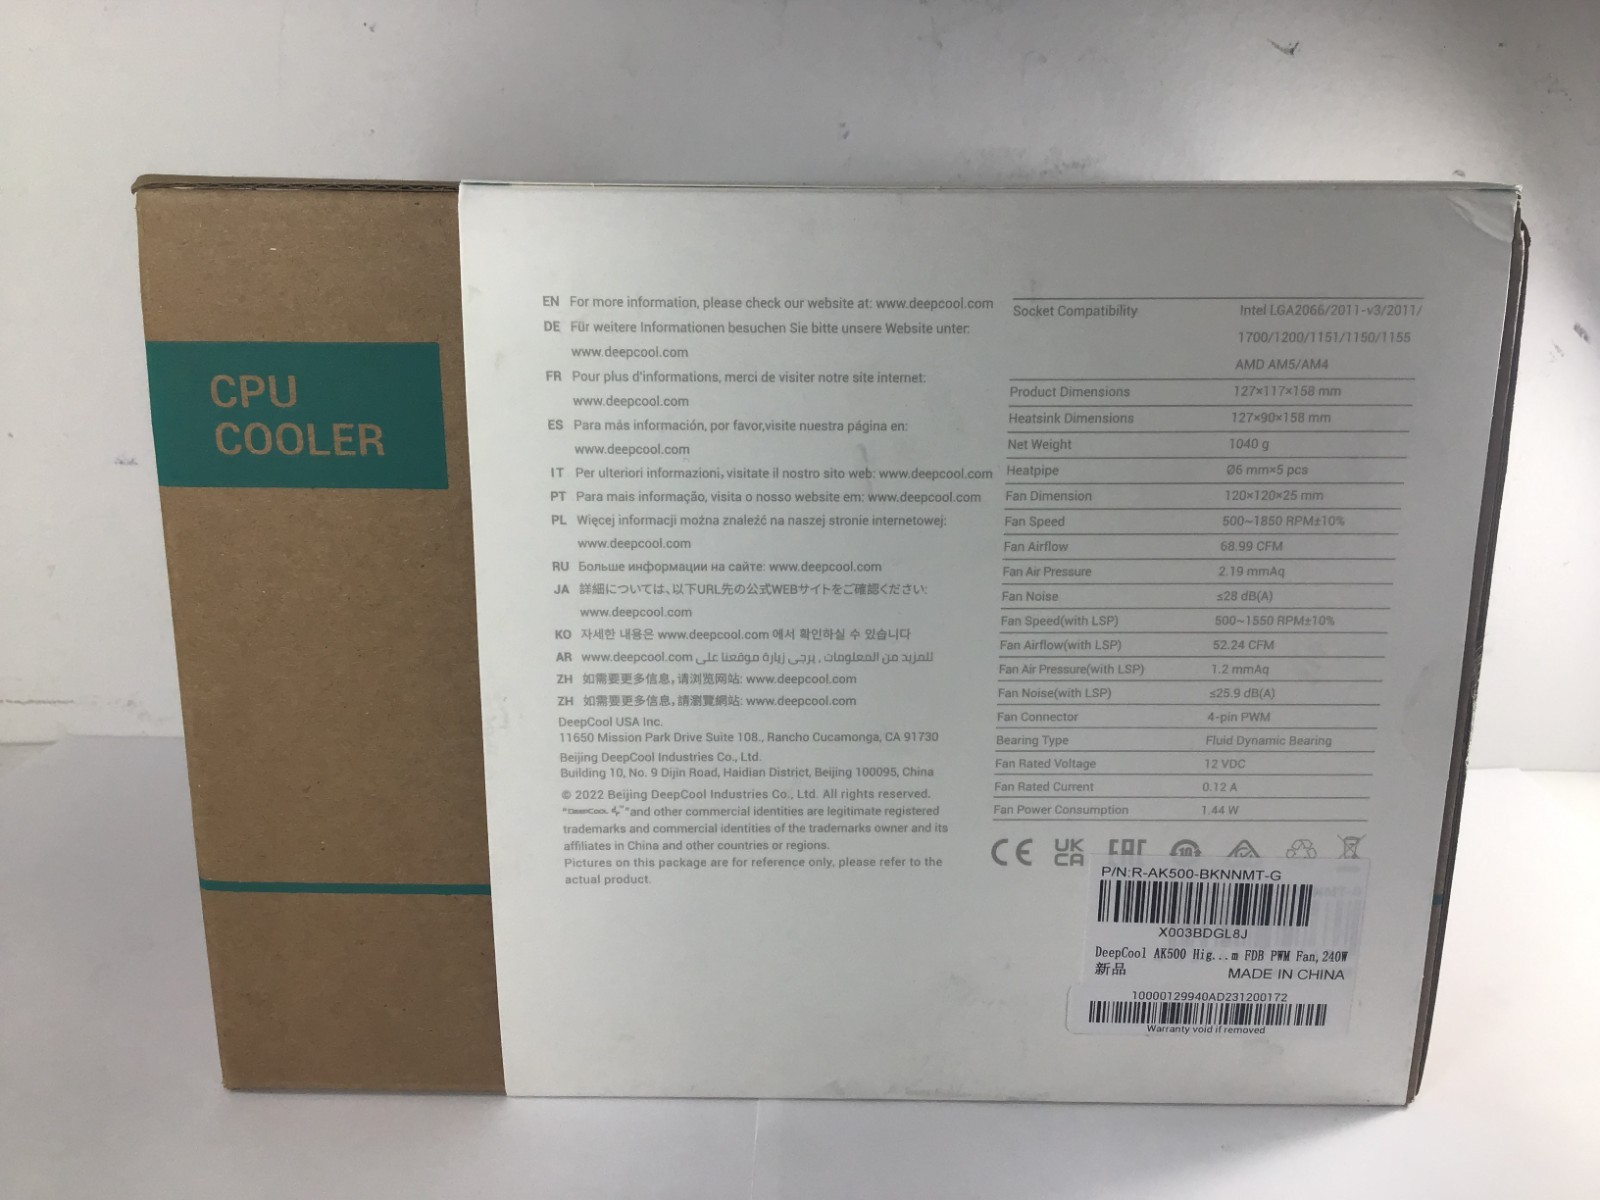 CPU
COOLER
EN For more information, please check our website at: www.deepcool.com
DE Für weitere Informationen besuchen Sie bitte unsere Website unter:
www.deepcool.com
FR Pour plus d'informations, merci de visiter notre site internet:
www.deepcool.com
ES Para más información, por favor,visite nuestra página en:
www.deepcool.com
IT Per ulteriori informazioni, visitate il nostro sito web: www.deepcool.com
PT Para mais informação, visita o nosso website em: www.deepcool.com
PL Więcej informacji można znaleźć na naszej stronie internetowej:
www.deepcool.com
RU Больше информации на сайте: www.deepcool.com
JA 詳細については、以下URL先の公式WEBサイトをご確認ください:
www.deepcool.com
KO 자세한 내용은 www.deepcool.com 에서 확인하실 수 있습니다
AR للمزيد من المعلومات , يرجى زيارة موقعنا على www.deepcool.com
ZH 如需要更多信息,请浏览网站: www.deepcool.com
ZH 如需要更多信息,請瀏覽網站: www.deepcool.com
DeepCool USA Inc.
11650 Mission Park Drive Suite 108., Rancho Cucamonga, CA 91730
Beijing DeepCool Industries Co., Ltd.
Building 10, No. 9 Dijin Road, Haidian District, Beijing 100095, China
© 2022 Beijing DeepCool Industries Co., Ltd. All rights reserved.
"DeepCool" and other commercial identities are legitimate registered
trademarks and commercial identities of the trademarks owner and its
affiliates in China and other countries or regions.
Pictures on this package are for reference only, please refer to the
actual product.
Socket Compatibility Intel LGA2066/2011-v3/2011/
1700/1200/1151/1150/1155
AMD AM5/AM4
Product Dimensions 127×117×158 mm
Heatsink Dimensions 127×90×158 mm
Net Weight 1040 g
Heatpipe Ø6 mm×5 pcs
Fan Dimension 120×120×25 mm
Fan Speed 500~1850 RPM±10%
Fan Airflow 68.99 CFM
Fan Air Pressure 2.19 mmAq
Fan Noise ≤28 dB(A)
Fan Speed(with LSP) 500~1550 RPM±10%
Fan Airflow(with LSP) 52.24 CFM
Fan Air Pressure(with LSP) 1.2 mmAq
Fan Noise(with LSP) ≤25.9 dB(A)
Fan Connector 4-pin PWM
Bearing Type Fluid Dynamic Bearing
Fan Rated Voltage 12 VDC
Fan Rated Current 0.12 A
Fan Power Consumption 1.44 W
CE UK CA EAC 10
P/N:R-AK500-BKNNMT-G
X003BDGL8J
DeepCool AK500 Hig...m FDB PWM Fan,240W
新品 MADE IN CHINA
10000129940AD231200172
Warranty void if removed